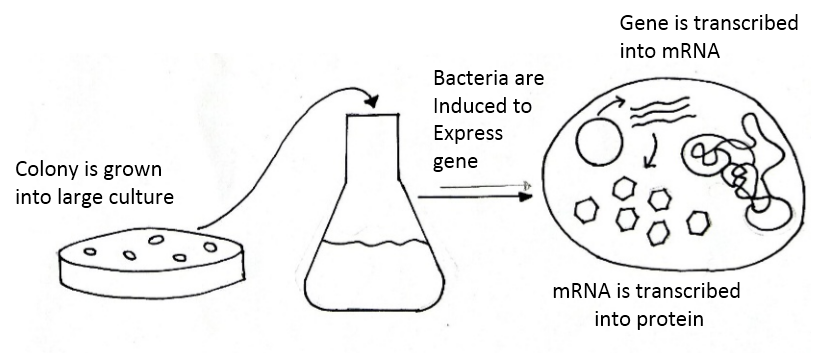 Colony is grown
into large culture
Bacteria are
Induced to
Express
gene
Gene is transcribed
into mRNA
mRNA is transcribed
into protein